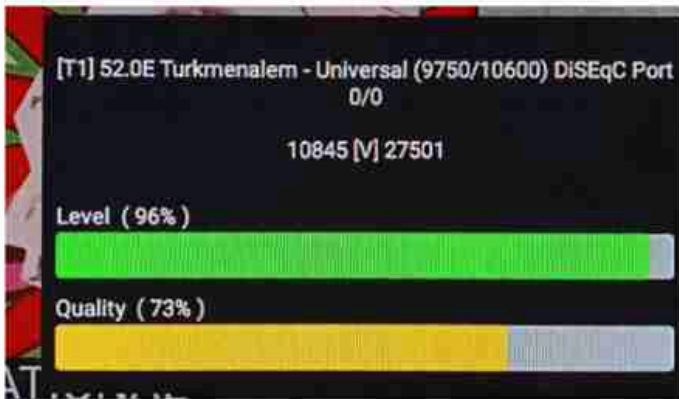 [T1] 52.0E Turkmenalem - Universal (9750/10600) DiSEqC Port
0/0
10845 [V] 27501
Level ( 96% )
Quality ( 73% )